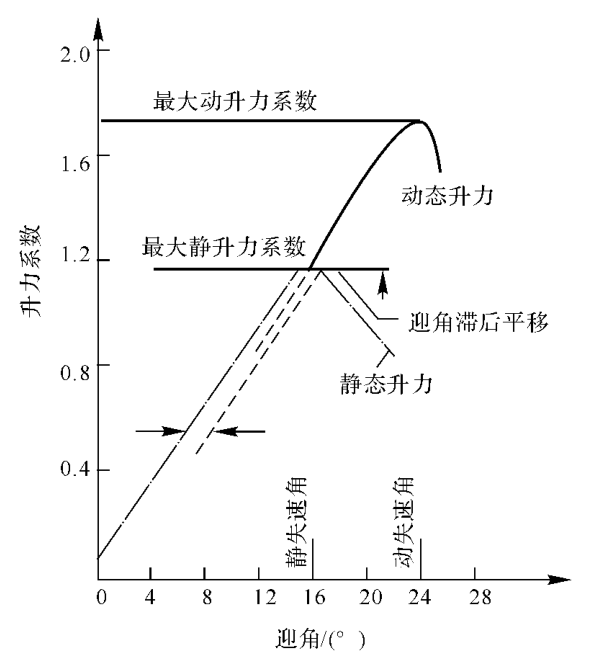 2.0
最大动升力系数
1.6
动态升力
升力系数
最大静升力系数
1.2
迎角滞后平移
0.8
静态升力
0.4
静失速角
动失速角
0 4 8 12 16 20 24 28
迎角/(°)